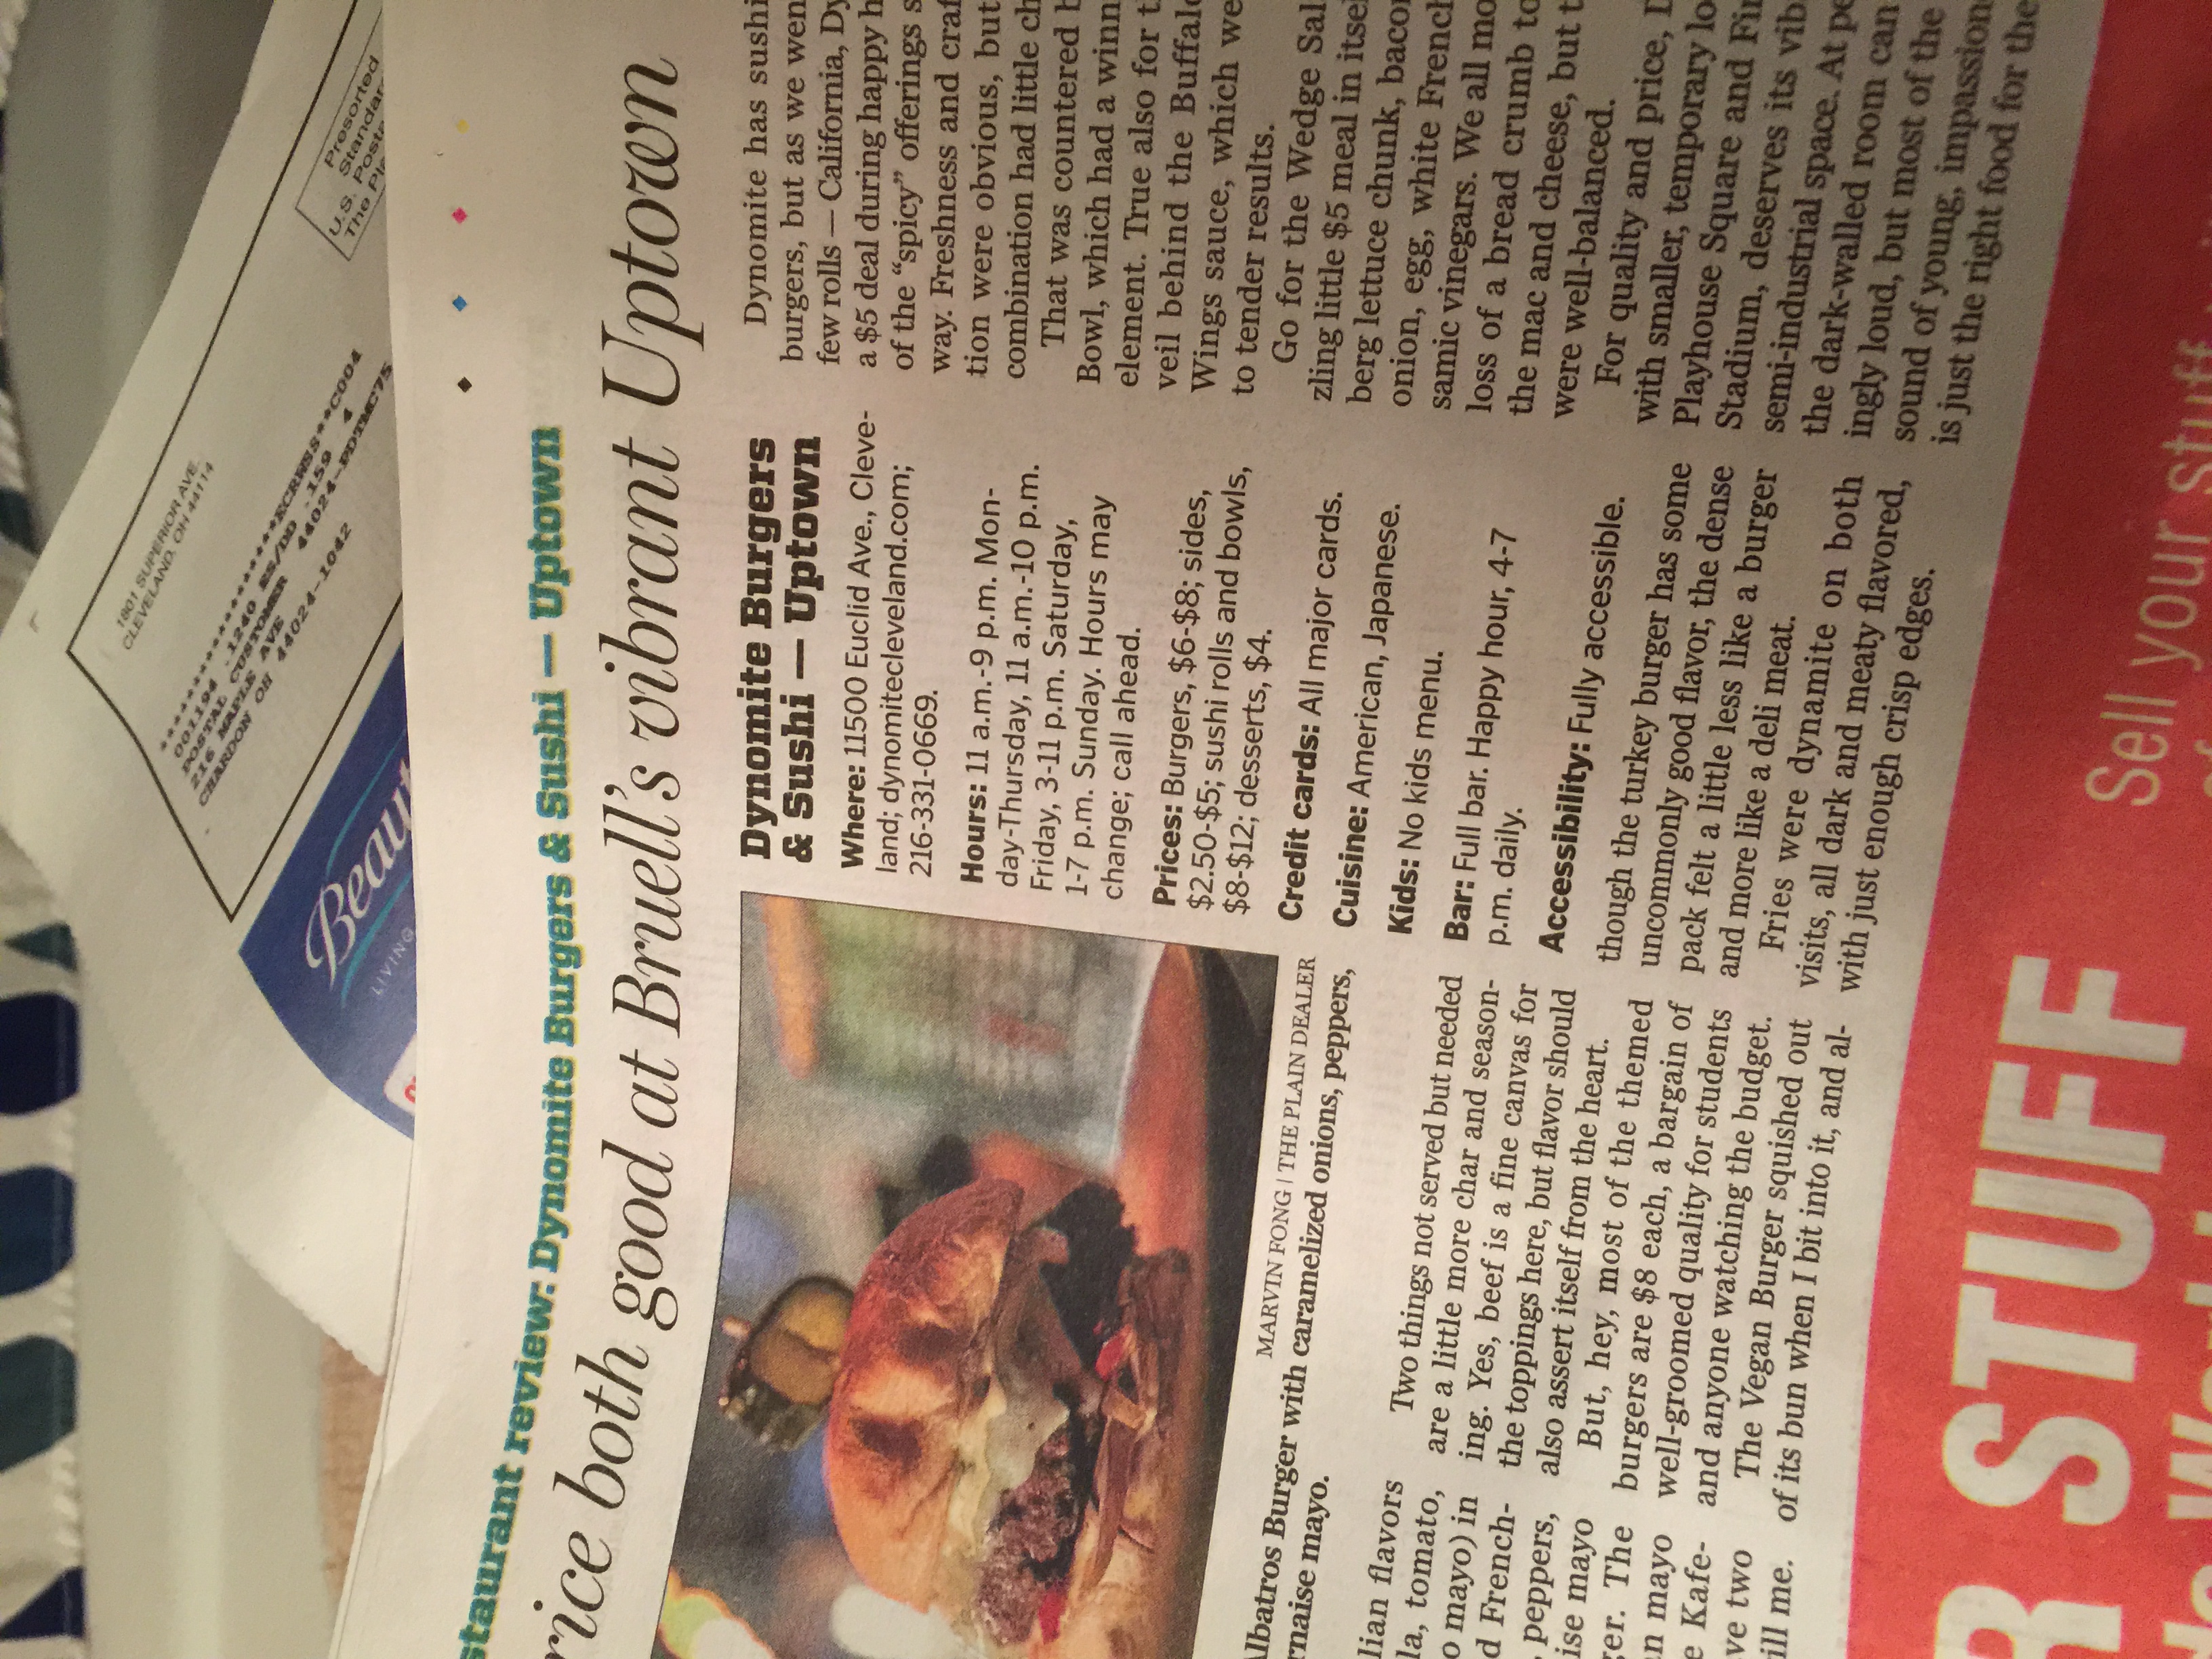 1801 SUPERIOR AVE.
CLEVELAND, OH 44114
*******************ECRWSS**C004
001194 .1240 ES/DD .159 4
POSTAL CUSTOMER 44024-PDTMC75
216 MAPLE AVE
CHARDON OH 44024-1042
Presorted
Standard
U.S. Posta
The Pl
Beaut
LIVING
staurant review: Dynomite Burgers & Sushi — Uptown
rice both good at Bruell's vibrant Uptown
MARVIN FONG | THE PLAIN DEALER
Albatros Burger with caramelized onions, peppers,
rnaise mayo.
lian flavors
la, tomato,
o mayo) in
d French-
, peppers,
ise mayo
ger. The
an mayo
e Kafe-
ve two
ill me.
Two things not served but needed
are a little more char and season-
ing. Yes, beef is a fine canvas for
the toppings here, but flavor should
also assert itself from the heart.
But, hey, most of the themed
burgers are $8 each, a bargain of
well-groomed quality for students
and anyone watching the budget.
The Vegan Burger squished out
of its bun when I bit into it, and al-
Dynomite Burgers
& Sushi — Uptown
Where: 11500 Euclid Ave., Cleve-
land; dynomitecleveland.com;
216-331-0669.
Hours: 11 a.m.-9 p.m. Mon-
day-Thursday, 11 a.m.-10 p.m.
Friday, 3-11 p.m. Saturday,
1-7 p.m. Sunday. Hours may
change; call ahead.
Prices: Burgers, $6-$8; sides,
$2.50-$5; sushi rolls and bowls,
$8-$12; desserts, $4.
Credit cards: All major cards.
Cuisine: American, Japanese.
Kids: No kids menu.
Bar: Full bar. Happy hour, 4-7
p.m. daily.
Accessibility: Fully accessible.
though the turkey burger has some
uncommonly good flavor, the dense
pack felt a little less like a burger
and more like a deli meat.
Fries were dynamite on both
visits, all dark and meaty flavored,
with just enough crisp edges.
Dynomite has sushi
burgers, but as we wen
few rolls — California, Dy
a $5 deal during happy h
of the “spicy” offerings s
way. Freshness and craf
tion were obvious, but
combination had little ch
That was countered b
Bowl, which had a winn
element. True also for t
veil behind the Buffalo
Wings sauce, which we
to tender results.
Go for the Wedge Sal
zling little $5 meal in itsel
berg lettuce chunk, bacon
onion, egg, white French
samic vinegars. We all mo
loss of a bread crumb to
the mac and cheese, but t
were well-balanced.
For quality and price, D
with smaller, temporary lo
Playhouse Square and Fir
Stadium, deserves its vib
semi-industrial space. At pe
the dark-walled room can
ingly loud, but most of the
sound of young, impassion
is just the right food for the
R STUFF
Sell your stuff